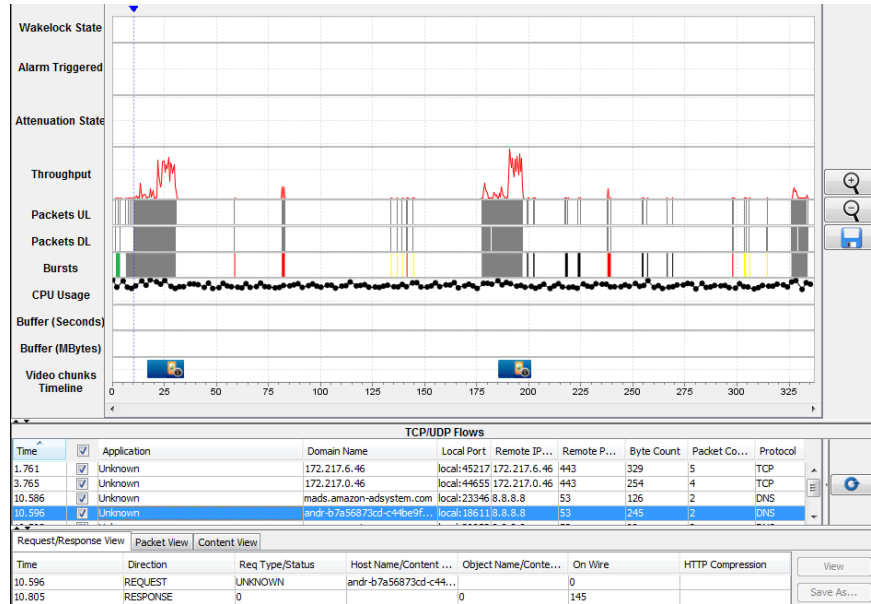 Wakelock State
Alarm Triggered
Attenuation State
Throughput
Packets UL
Packets DL
Bursts
CPU Usage
Buffer (Seconds)
Buffer (MBytes)
Video chunks
Timeline
0 25 50 75 100 125 150 175 200 225 250 275 300 325
TCP/UDP Flows
Time Application Domain Name Local Port Remote IP... Remote P... Byte Count Packet Co... Protocol
1.761 Unknown 172.217.6.46 local:45217 172.217.6.46 443 329 5 TCP
3.765 Unknown 172.217.0.46 local:44655 172.217.0.46 443 254 4 TCP
10.586 Unknown mads.amazon-adsystem.com local:23346 8.8.8.8 53 126 2 DNS
10.596 Unknown andr-b7a56873cd-c44be9f... local:18611 8.8.8.8 53 245 2 DNS
Request/Response View Packet View Content View
Time Direction Req Type/Status Host Name/Content ... Object Name/Conte... On Wire HTTP Compression
View
10.596 REQUEST UNKNOWN andr-b7a56873cd-c44... 0
10.805 RESPONSE 0 0 145
Save As...